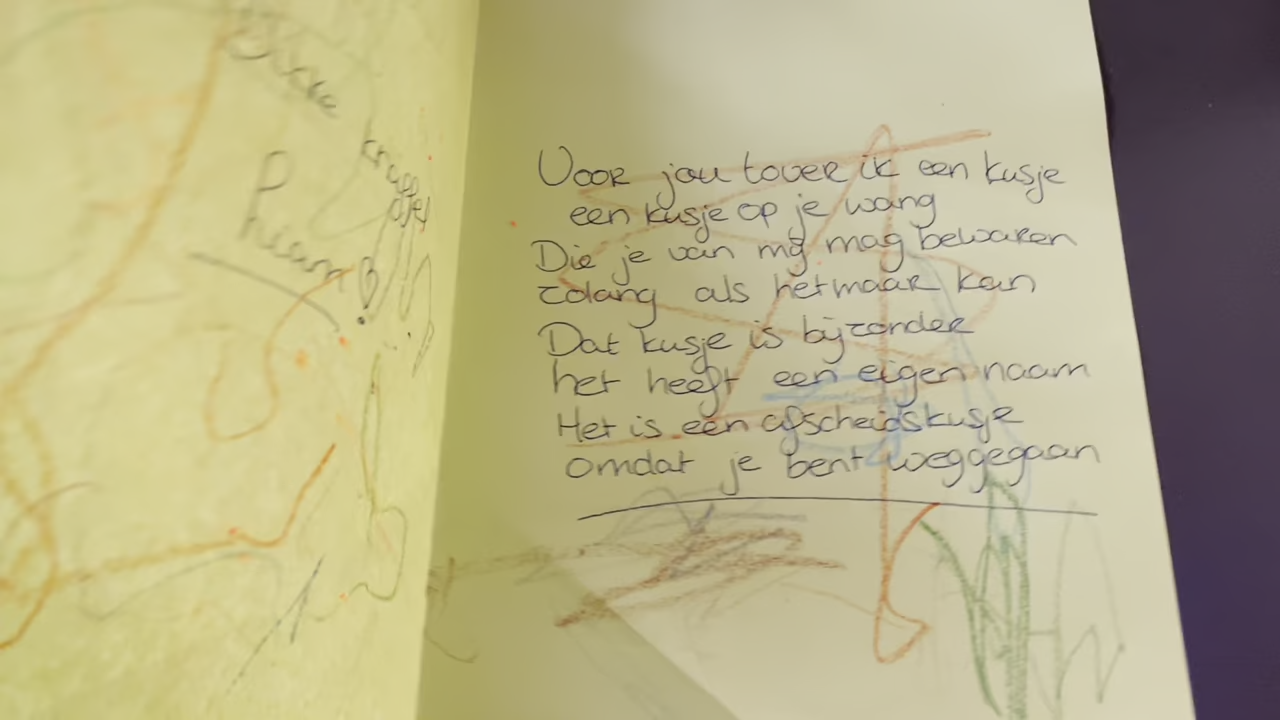 Voor jou tover ik een kusje
een kusje op je wang
Die je van mij mag bewaren
zolang als het maar kan
Dat kusje is bijzonder
het heeft een eigen naam
Het is een afscheidskusje
omdat je bent weggegaan